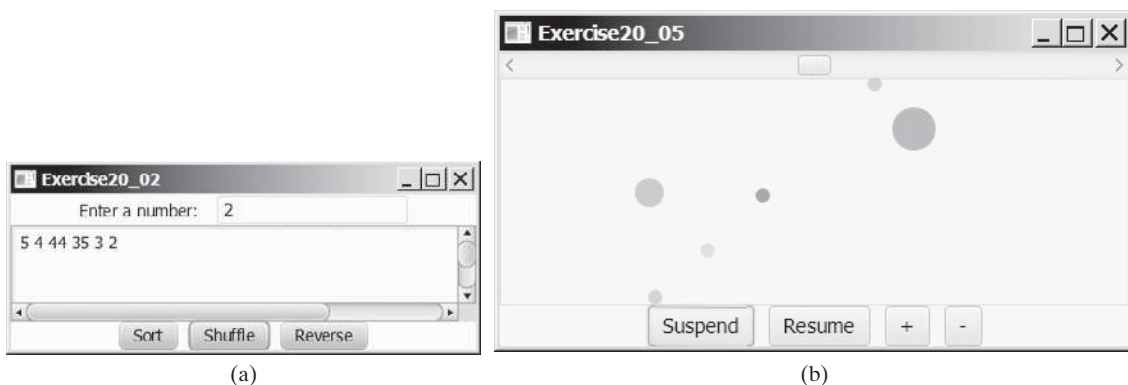 Exercise20_02
Enter a number: 2
5 4 44 35 3 2
Sort Shuffle Reverse
(a)
Exercise20_05
Suspend Resume + -
(b)